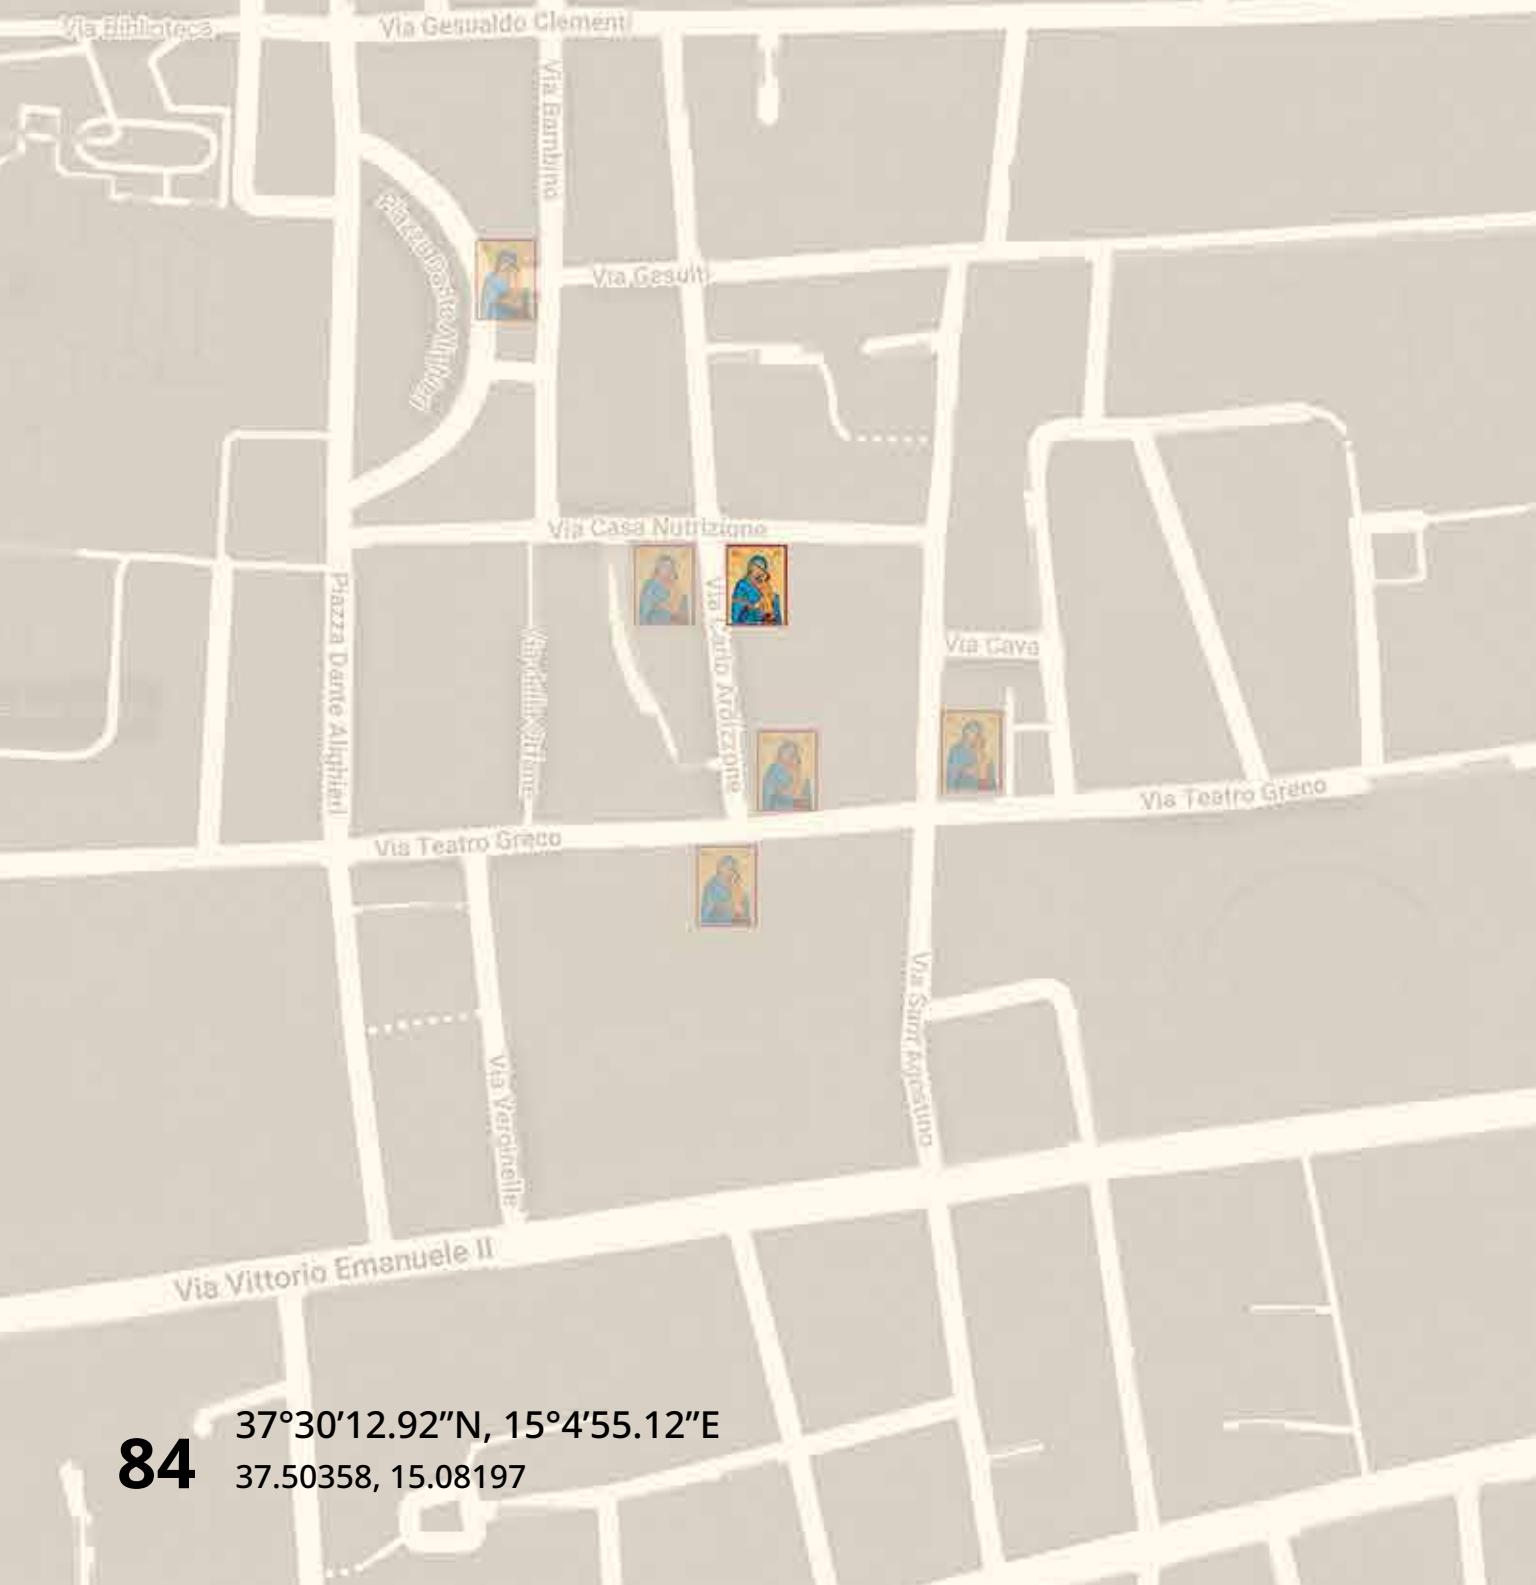 Via Biblioteca
Via Gesualdo Clementi
Via Bambino
Piazza Dante Alighieri
Via Gesuiti
Via Casa Nutrizione
Piazza Dante Alighieri
Via Carlo Ardizzone
Via Cava
Via Teatro Greco
Via Teatro Greco
Via Sant'Agostino
Via Veroinelle
Via Vittorio Emanuele II
84
37°30’12.92”N, 15°4’55.12”E
37.50358, 15.08197